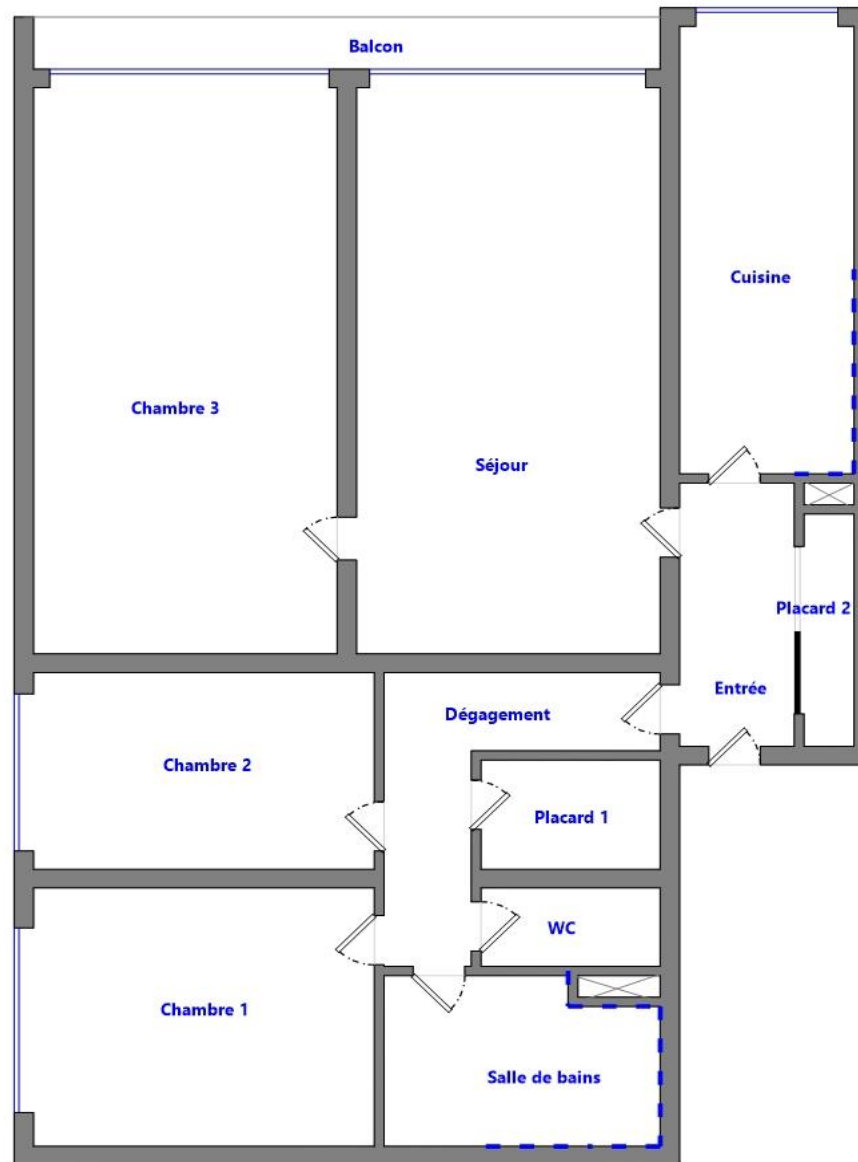 Balcon
Cuisine
Chambre 3
Séjour
Placard 2
Entrée
Dégagement
Chambre 2
Placard 1
WC
Chambre 1
Salle de bains